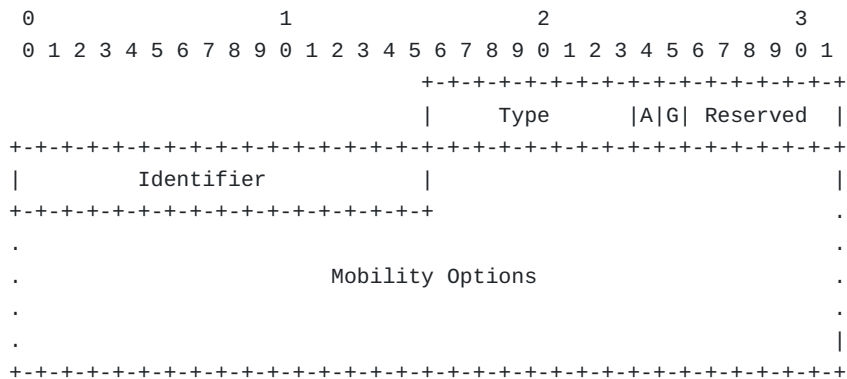 0                   1                   2                   3
 0 1 2 3 4 5 6 7 8 9 0 1 2 3 4 5 6 7 8 9 0 1 2 3 4 5 6 7 8 9 0 1
                                +-+-+-+-+-+-+-+-+-+-+-+-+-+-+-+-+
                                |     Type      |A|G| Reserved  |
+-+-+-+-+-+-+-+-+-+-+-+-+-+-+-+-+-+-+-+-+-+-+-+-+-+-+-+-+-+-+-+-+
|         Identifier            |                               |
+-+-+-+-+-+-+-+-+-+-+-+-+-+-+-+-+                               .
.                                                               .
.                        Mobility Options                       .
.                                                               .
.                                                               |
+-+-+-+-+-+-+-+-+-+-+-+-+-+-+-+-+-+-+-+-+-+-+-+-+-+-+-+-+-+-+-+-+